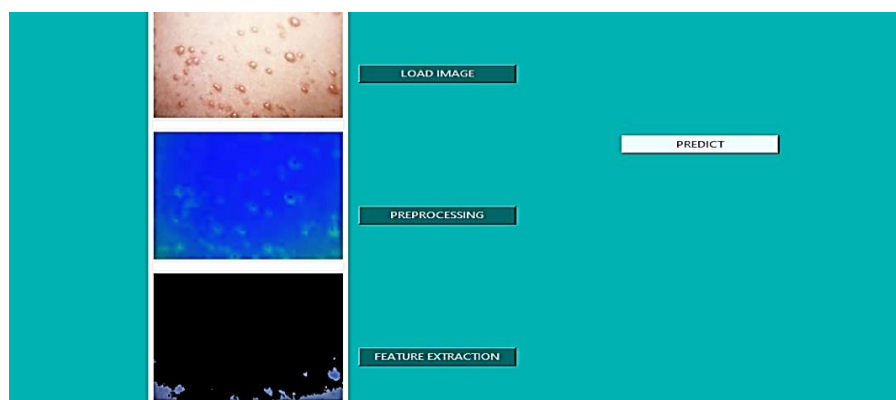 LOAD IMAGE
PREDICT
PREPROCESSING
FEATURE EXTRACTION